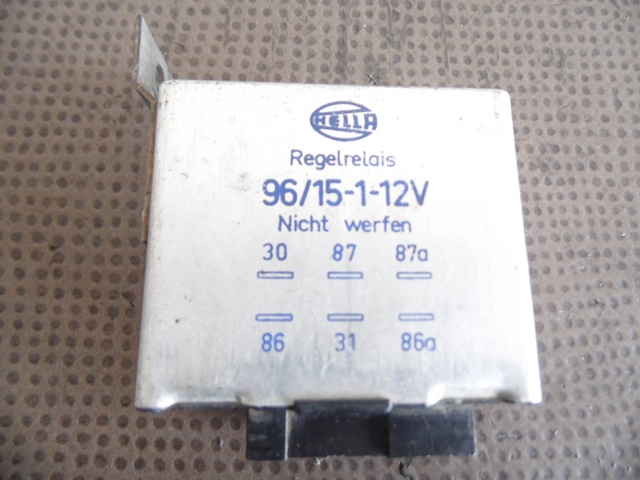 HELLA
Regelrelais
96/15-1-12V
Nicht werfen
30 87 87a
86 31 86a